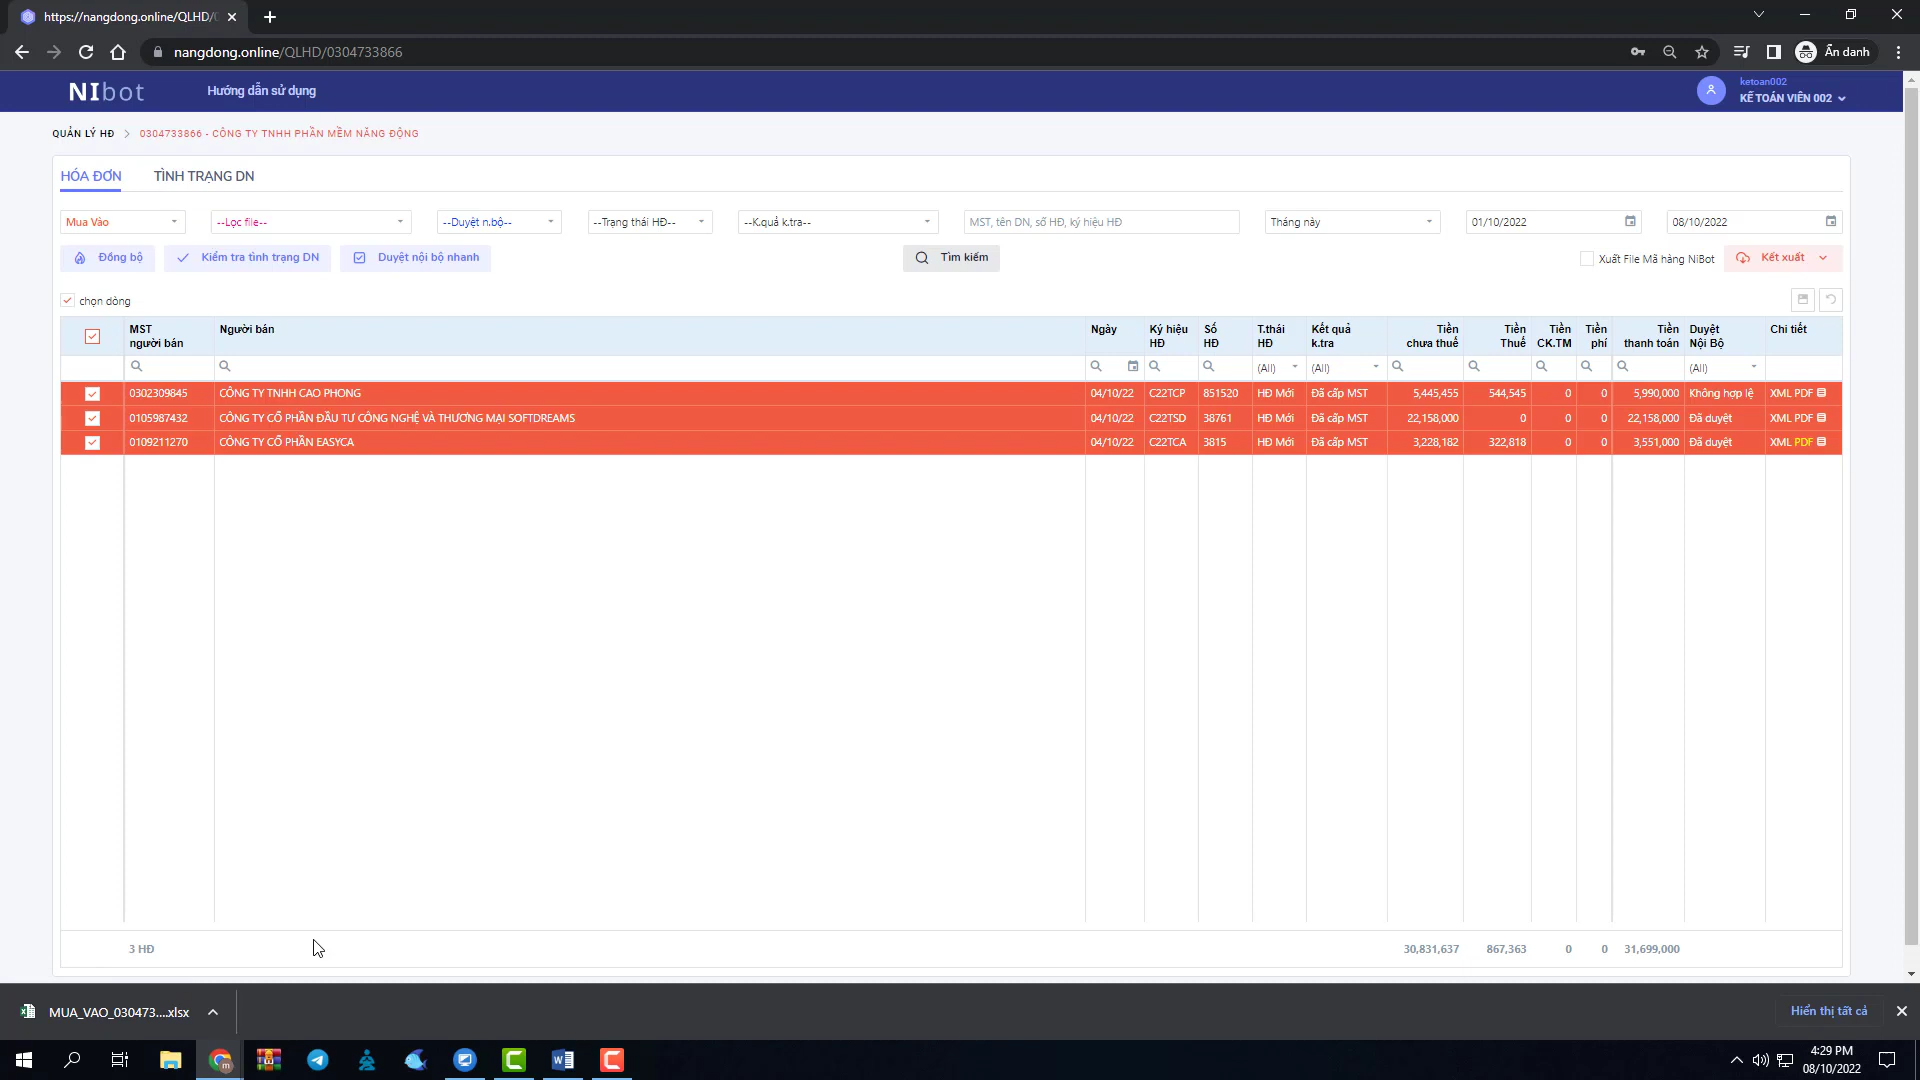 https://nangdong.online/QLHD/0
nangdong.online/QLHD/0304733866
Ẩn danh
NIbot
Hướng dẫn sử dụng
ketoan002
KẾ TOÁN VIÊN 002
QUẢN LÝ HĐ > 0304733866 - CÔNG TY TNHH PHẦN MỀM NĂNG ĐỘNG
HÓA ĐƠN TÌNH TRẠNG DN
Mua Vào --Lọc file-- --Duyệt n.bộ-- --Trạng thái HĐ-- --K.quả k.tra-- MST, tên DN, số HĐ, ký hiệu HĐ Tháng này 01/10/2022 08/10/2022
Đồng bộ Kiểm tra tình trạng DN Duyệt nội bộ nhanh Tìm kiếm Xuất File Mã hàng NiBot Kết xuất
chọn dòng
MST người bán Người bán Ngày Ký hiệu HĐ Số HĐ T.thái HĐ Kết quả k.tra Tiền chưa thuế Tiền Thuế Tiền CK.TM Tiền phí Tiền thanh toán Duyệt Nội Bộ Chi tiết
(All) (All) (All)
0302309845 CÔNG TY TNHH CAO PHONG 04/10/22 C22TCP 851520 HĐ Mới Đã cấp MST 5,445,455 544,545 0 0 5,990,000 Không hợp lệ XML PDF
0105987432 CÔNG TY CỔ PHẦN ĐẦU TƯ CÔNG NGHỆ VÀ THƯƠNG MẠI SOFTDREAMS 04/10/22 C22TSD 38761 HĐ Mới Đã cấp MST 22,158,000 0 0 0 22,158,000 Đã duyệt XML PDF
0109211270 CÔNG TY CỔ PHẦN EASYCA 04/10/22 C22TCA 3815 HĐ Mới Đã cấp MST 3,228,182 322,818 0 0 3,551,000 Đã duyệt XML PDF
3 HĐ 30,831,637 867,363 0 0 31,699,000
MUA_VAO_030473....xlsx
Hiển thị tất cả
4:29 PM
08/10/2022